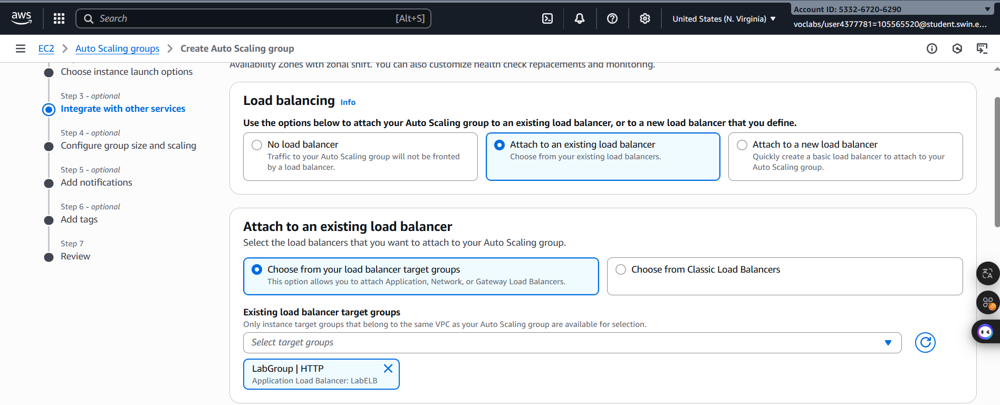 aws
Search
[Alt+S]
United States (N. Virginia)
Account ID: 5332-6720-6290
voclabs/user4377781=105565520@student.swin.e...
EC2
Auto Scaling groups
Create Auto Scaling group
Choose instance launch options
Step 3 - optional
Integrate with other services
Step 4 - optional
Configure group size and scaling
Step 5 - optional
Add notifications
Step 6 - optional
Add tags
Step 7
Review
Availability Zones with zonal shift. You can also customize health check replacements and monitoring.
Load balancing Info
Use the options below to attach your Auto Scaling group to an existing load balancer, or to a new load balancer that you define.
No load balancer
Traffic to your Auto Scaling group will not be fronted
by a load balancer.
Attach to an existing load balancer
Choose from your existing load balancers.
Attach to a new load balancer
Quickly create a basic load balancer to attach to your
Auto Scaling group.
Attach to an existing load balancer
Select the load balancers that you want to attach to your Auto Scaling group.
Choose from your load balancer target groups
This option allows you to attach Application, Network, or Gateway Load Balancers.
Choose from Classic Load Balancers
Existing load balancer target groups
Only instance target groups that belong to the same VPC as your Auto Scaling group are available for selection.
Select target groups
LabGroup | HTTP
Application Load Balancer: LabELB